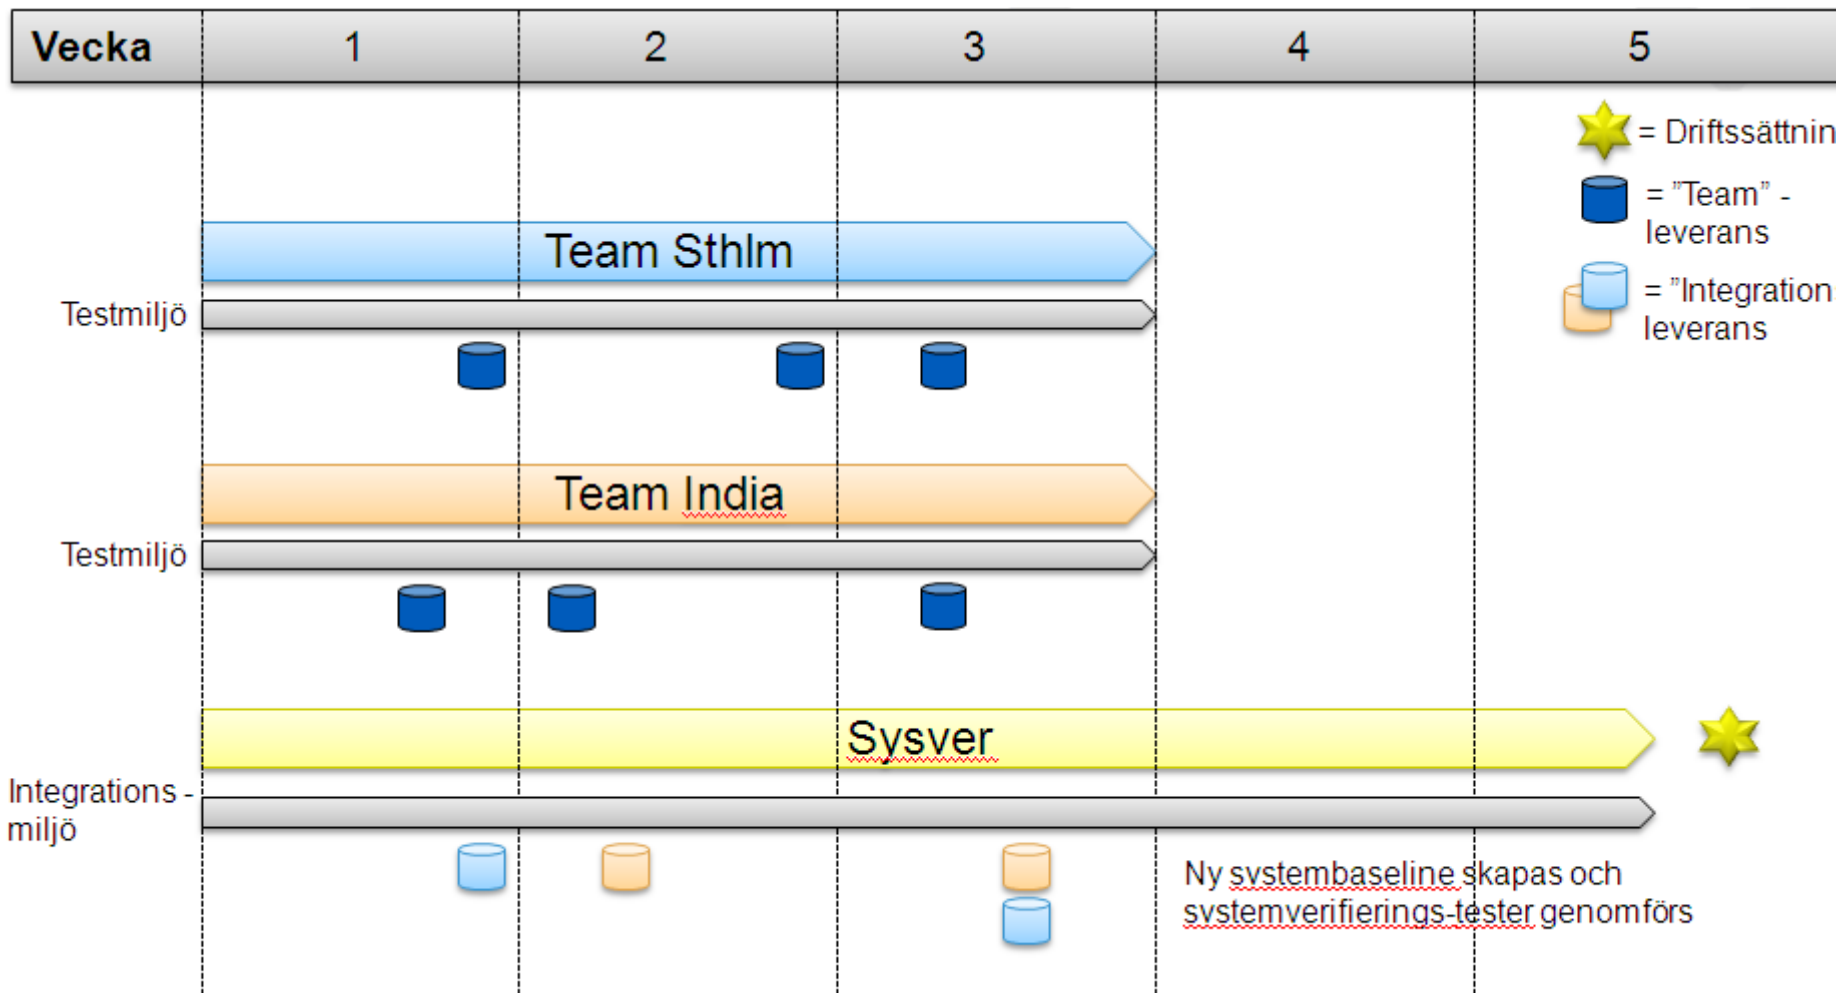 Vecka 1 2 3 4 5
= Driftssättnin
= ”Team” -
leverans
= ”Integration
leverans
Team Sthlm
Testmiljö
Team India
Testmiljö
Sysver
Integrations -
miljö
Ny systembaseline skapas och
systemverifierings-tester genomförs